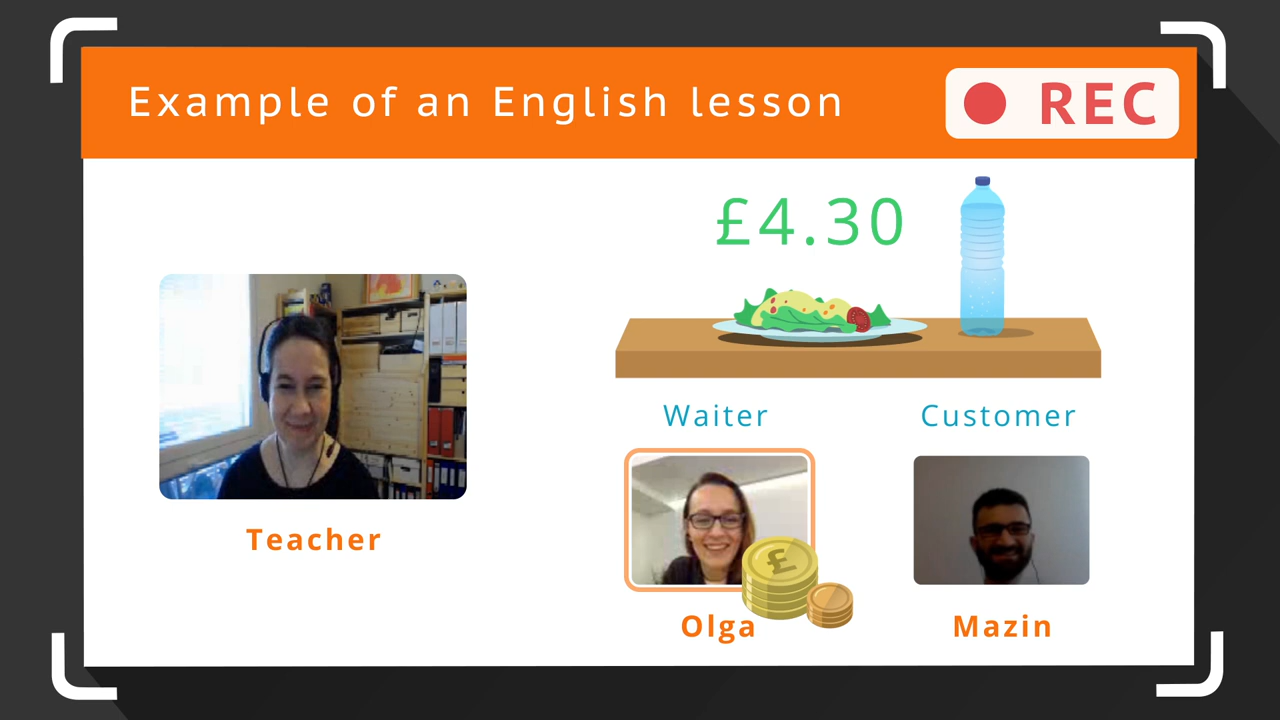 Example of an English lesson
REC
£4.30
Waiter
Customer
£
Teacher
Olga
Mazin